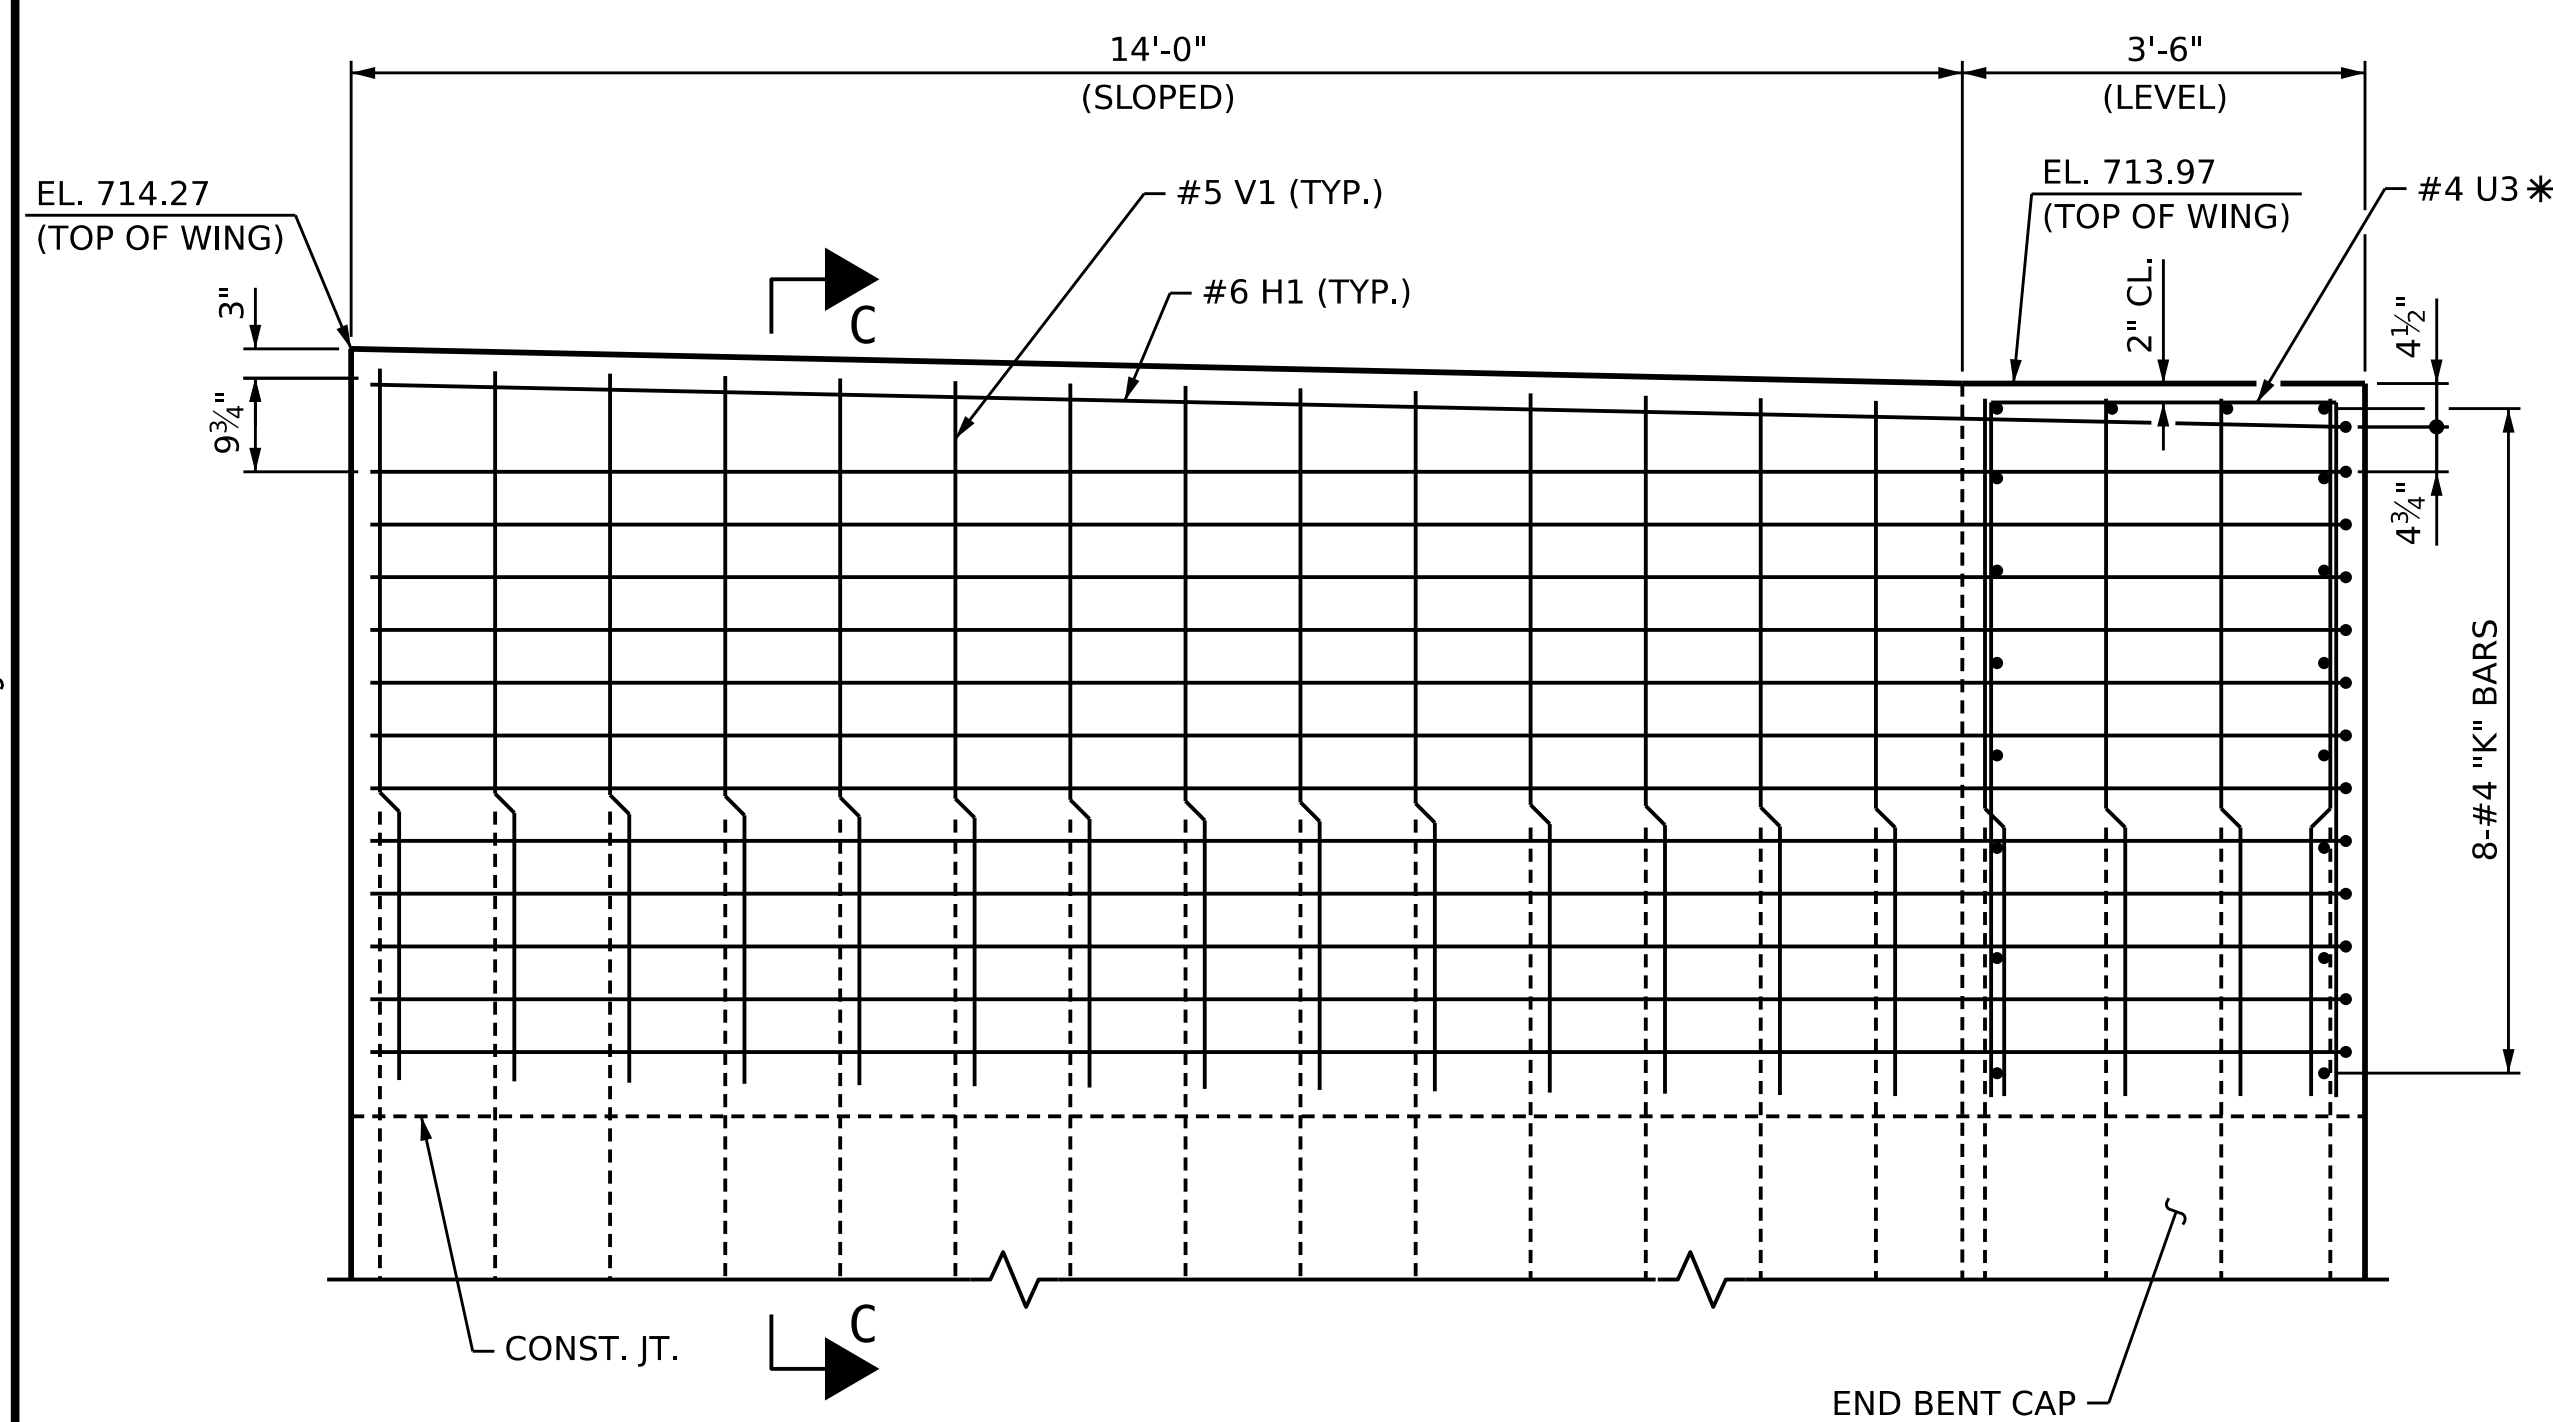 14'-0"
(SLOPED)
3'-6"
(LEVEL)
EL. 714.27
(TOP OF WING)
#5 V1 (TYP.)
#6 H1 (TYP.)
EL. 713.97
(TOP OF WING)
#4 U3 *
3"
9¾"
C
2" CL.
4½"
4¾"
8-#4 "K" BARS
C
CONST. JT.
END BENT CAP